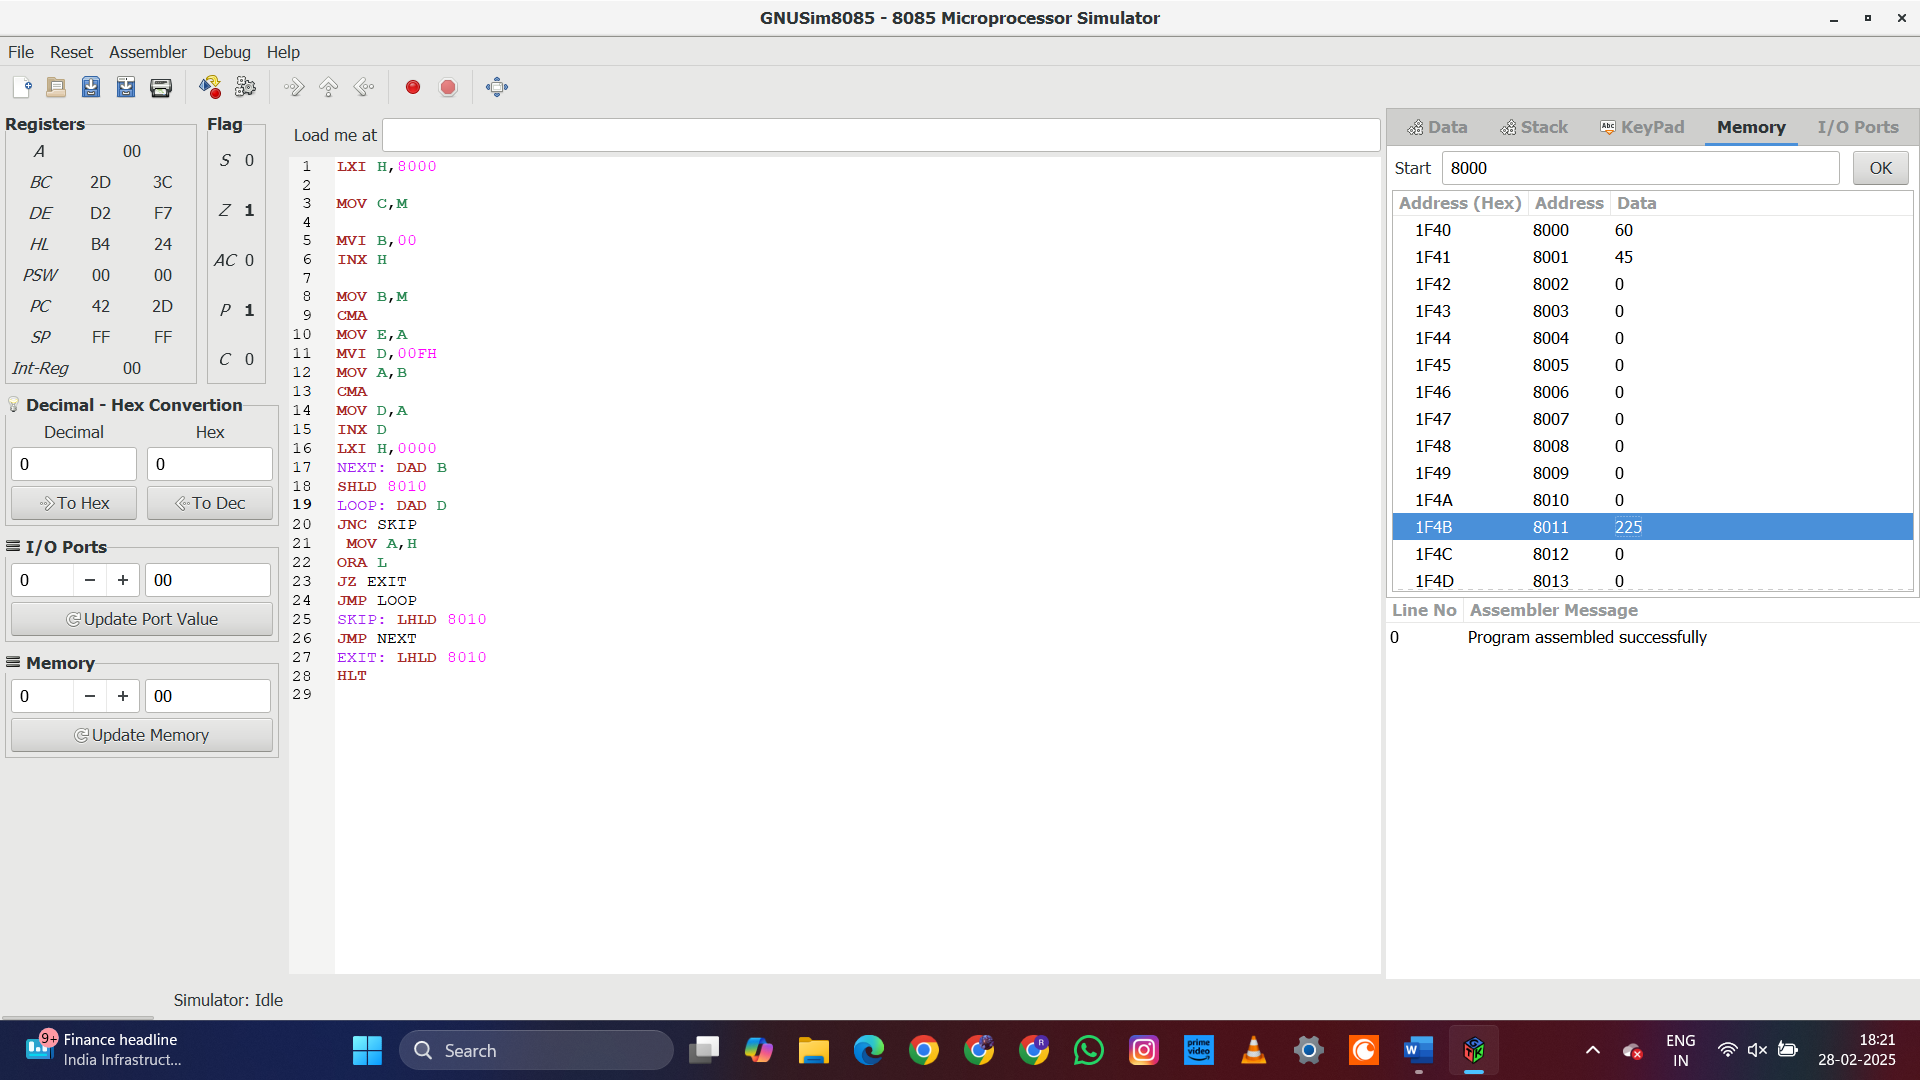 GNUSim8085 - 8085 Microprocessor Simulator
File Reset Assembler Debug Help
Registers
A 00
BC 2D 3C
DE D2 F7
HL B4 24
PSW 00 00
PC 42 2D
SP FF FF
Int-Reg 00
Flag
S 0
Z 1
AC 0
P 1
C 0
Decimal - Hex Convertion
Decimal Hex
0 0
To Hex To Dec
I/O Ports
0 − + 00
Update Port Value
Memory
0 − + 00
Update Memory
Load me at
1 LXI H,8000
2
3 MOV C,M
4
5 MVI B,00
6 INX H
7
8 MOV B,M
9 CMA
10 MOV E,A
11 MVI D,00FH
12 MOV A,B
13 CMA
14 MOV D,A
15 INX D
16 LXI H,0000
17 NEXT: DAD B
18 SHLD 8010
19 LOOP: DAD D
20 JNC SKIP
21 MOV A,H
22 ORA L
23 JZ EXIT
24 JMP LOOP
25 SKIP: LHLD 8010
26 JMP NEXT
27 EXIT: LHLD 8010
28 HLT
29
Data Stack Abc KeyPad Memory I/O Ports
Start 8000 OK
Address (Hex) Address Data
1F40 8000 60
1F41 8001 45
1F42 8002 0
1F43 8003 0
1F44 8004 0
1F45 8005 0
1F46 8006 0
1F47 8007 0
1F48 8008 0
1F49 8009 0
1F4A 8010 0
1F4B 8011 225
1F4C 8012 0
1F4D 8013 0
Line No Assembler Message
0 Program assembled successfully
Simulator: Idle
9+ Finance headline
India Infrastruct...
Search
prime video
W
ENG
IN
18:21
28-02-2025